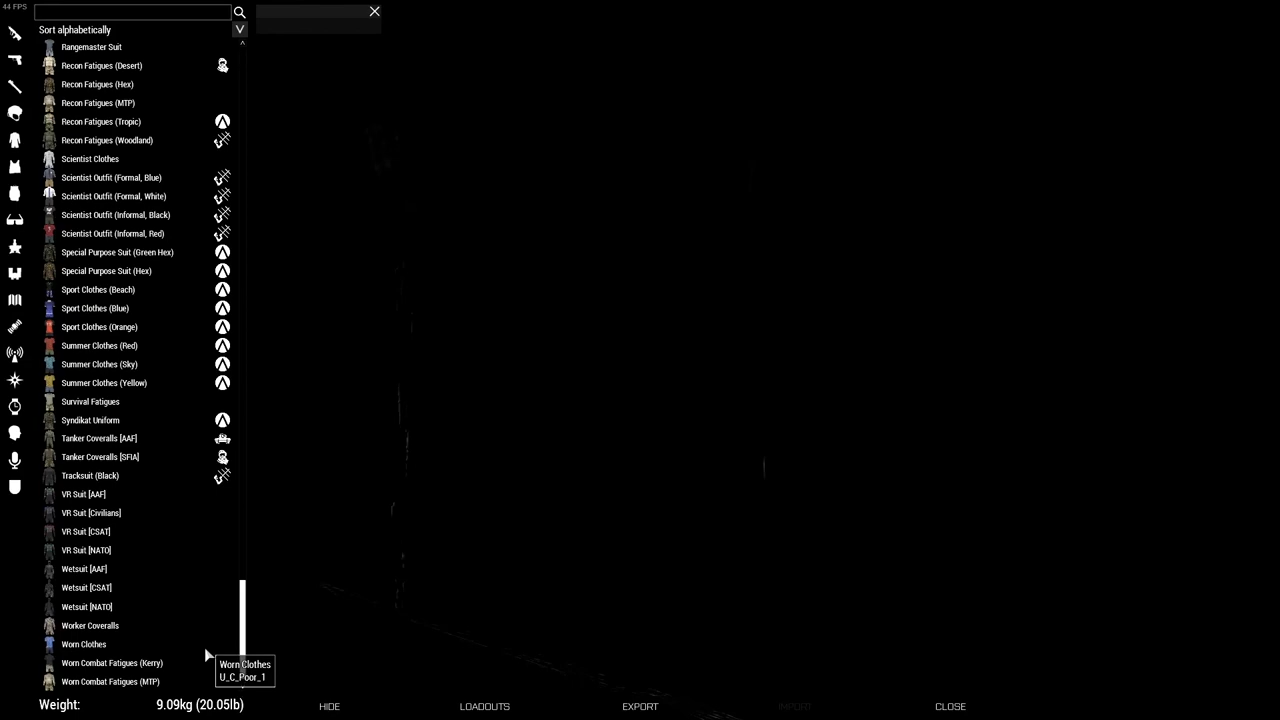 44 FPS
Sort alphabetically
Rangemaster Suit
Recon Fatigues (Desert)
Recon Fatigues (Hex)
Recon Fatigues (MTP)
Recon Fatigues (Tropic)
Recon Fatigues (Woodland)
Scientist Clothes
Scientist Outfit (Formal, Blue)
Scientist Outfit (Formal, White)
Scientist Outfit (Informal, Black)
Scientist Outfit (Informal, Red)
Special Purpose Suit (Green Hex)
Special Purpose Suit (Hex)
Sport Clothes (Beach)
Sport Clothes (Blue)
Sport Clothes (Orange)
Summer Clothes (Red)
Summer Clothes (Sky)
Summer Clothes (Yellow)
Survival Fatigues
Syndikat Uniform
Tanker Coveralls [AAF]
Tanker Coveralls [SFIA]
Tracksuit (Black)
VR Suit [AAF]
VR Suit [Civilians]
VR Suit [CSAT]
VR Suit [NATO]
Wetsuit [AAF]
Wetsuit [CSAT]
Wetsuit [NATO]
Worker Coveralls
Worn Clothes
Worn Combat Fatigues (Kerry)
Worn Combat Fatigues (MTP)
Worn Clothes
U_C_Poor_1
Weight: 9.09kg (20.05lb)
HIDE LOADOUTS EXPORT IMPORT CLOSE